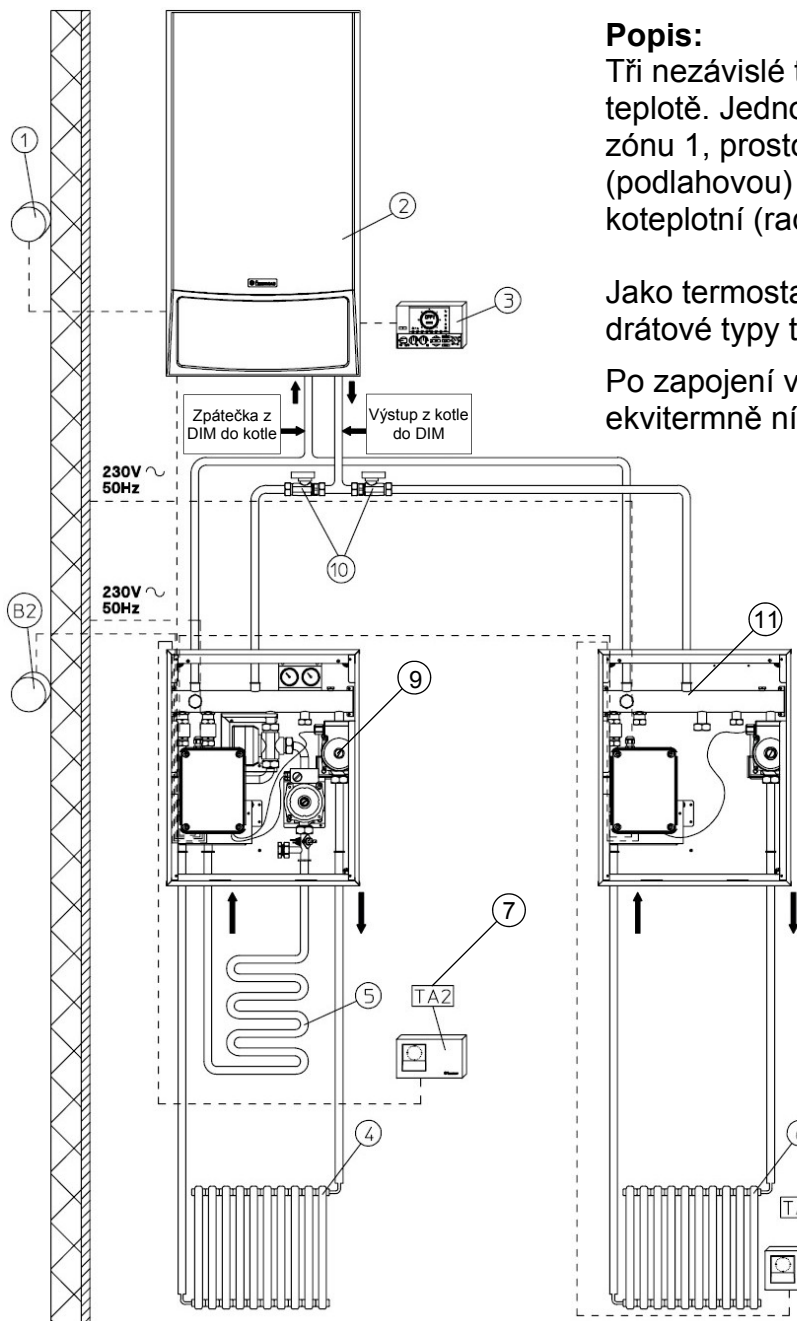 Popis:
Tři nezávislé
teplotě. Jedno
zónu 1, prosto
(podlahovou)
koteplotní (rad
Jako termosta
drátové typy t
Po zapojení v
ekvitermně ní
1
2
3
Zpátečka z
DIM do kotle
Výstup z kotle
do DIM
230V ~
50Hz
10
230V ~
50Hz
B2
11
9
7
TA2
5
4